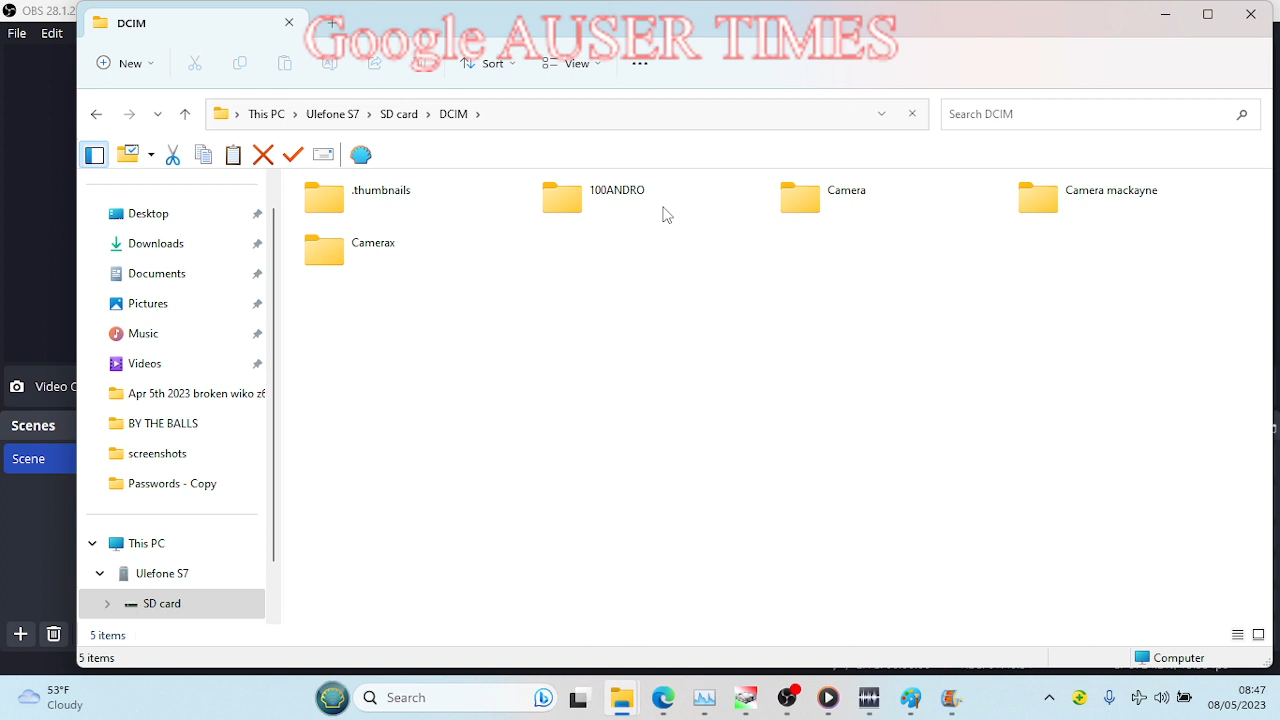 OBS 28.1.2
File Edit
DCIM
Google AUSER TIMES
New
Sort
View
This PC > Ulefone S7 > SD card > DCIM >
Search DCIM
.thumbnails
100ANDRO
Camera
Camera mackayne
Camerax
Desktop
Downloads
Documents
Pictures
Music
Videos
Apr 5th 2023 broken wiko z6
BY THE BALLS
screenshots
Passwords - Copy
This PC
Ulefone S7
SD card
Video C
Scenes
Scene
5 items
5 items
Computer
53°F
Cloudy
Search
08:47
08/05/2023